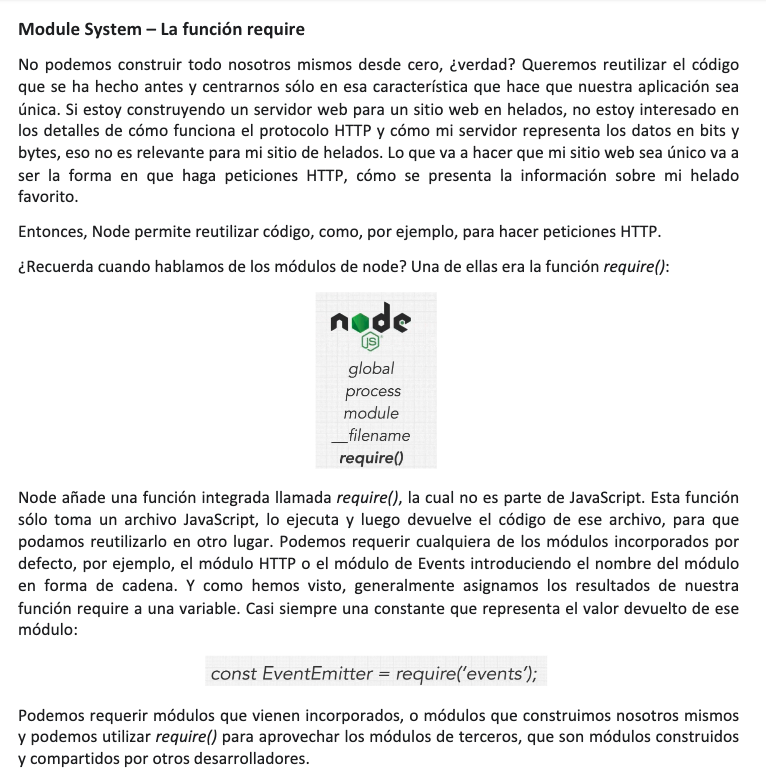 Module System – La función require
No podemos construir todo nosotros mismos desde cero, ¿verdad? Queremos reutilizar el código
que se ha hecho antes y centrarnos sólo en esa característica que hace que nuestra aplicación sea
única. Si estoy construyendo un servidor web para un sitio web en helados, no estoy interesado en
los detalles de cómo funciona el protocolo HTTP y cómo mi servidor representa los datos en bits y
bytes, eso no es relevante para mi sitio de helados. Lo que va a hacer que mi sitio web sea único va a
ser la forma en que haga peticiones HTTP, cómo se presenta la información sobre mi helado
favorito.
Entonces, Node permite reutilizar código, como, por ejemplo, para hacer peticiones HTTP.
¿Recuerda cuando hablamos de los módulos de node? Una de ellas era la función require():
node
JS
global
process
module
__filename
require()
Node añade una función integrada llamada require(), la cual no es parte de JavaScript. Esta función
sólo toma un archivo JavaScript, lo ejecuta y luego devuelve el código de ese archivo, para que
podamos reutilizarlo en otro lugar. Podemos requerir cualquiera de los módulos incorporados por
defecto, por ejemplo, el módulo HTTP o el módulo de Events introduciendo el nombre del módulo
en forma de cadena. Y como hemos visto, generalmente asignamos los resultados de nuestra
función require a una variable. Casi siempre una constante que representa el valor devuelto de ese
módulo:
const EventEmitter = require('events');
Podemos requerir módulos que vienen incorporados, o módulos que construimos nosotros mismos
y podemos utilizar require() para aprovechar los módulos de terceros, que son módulos construidos
y compartidos por otros desarrolladores.